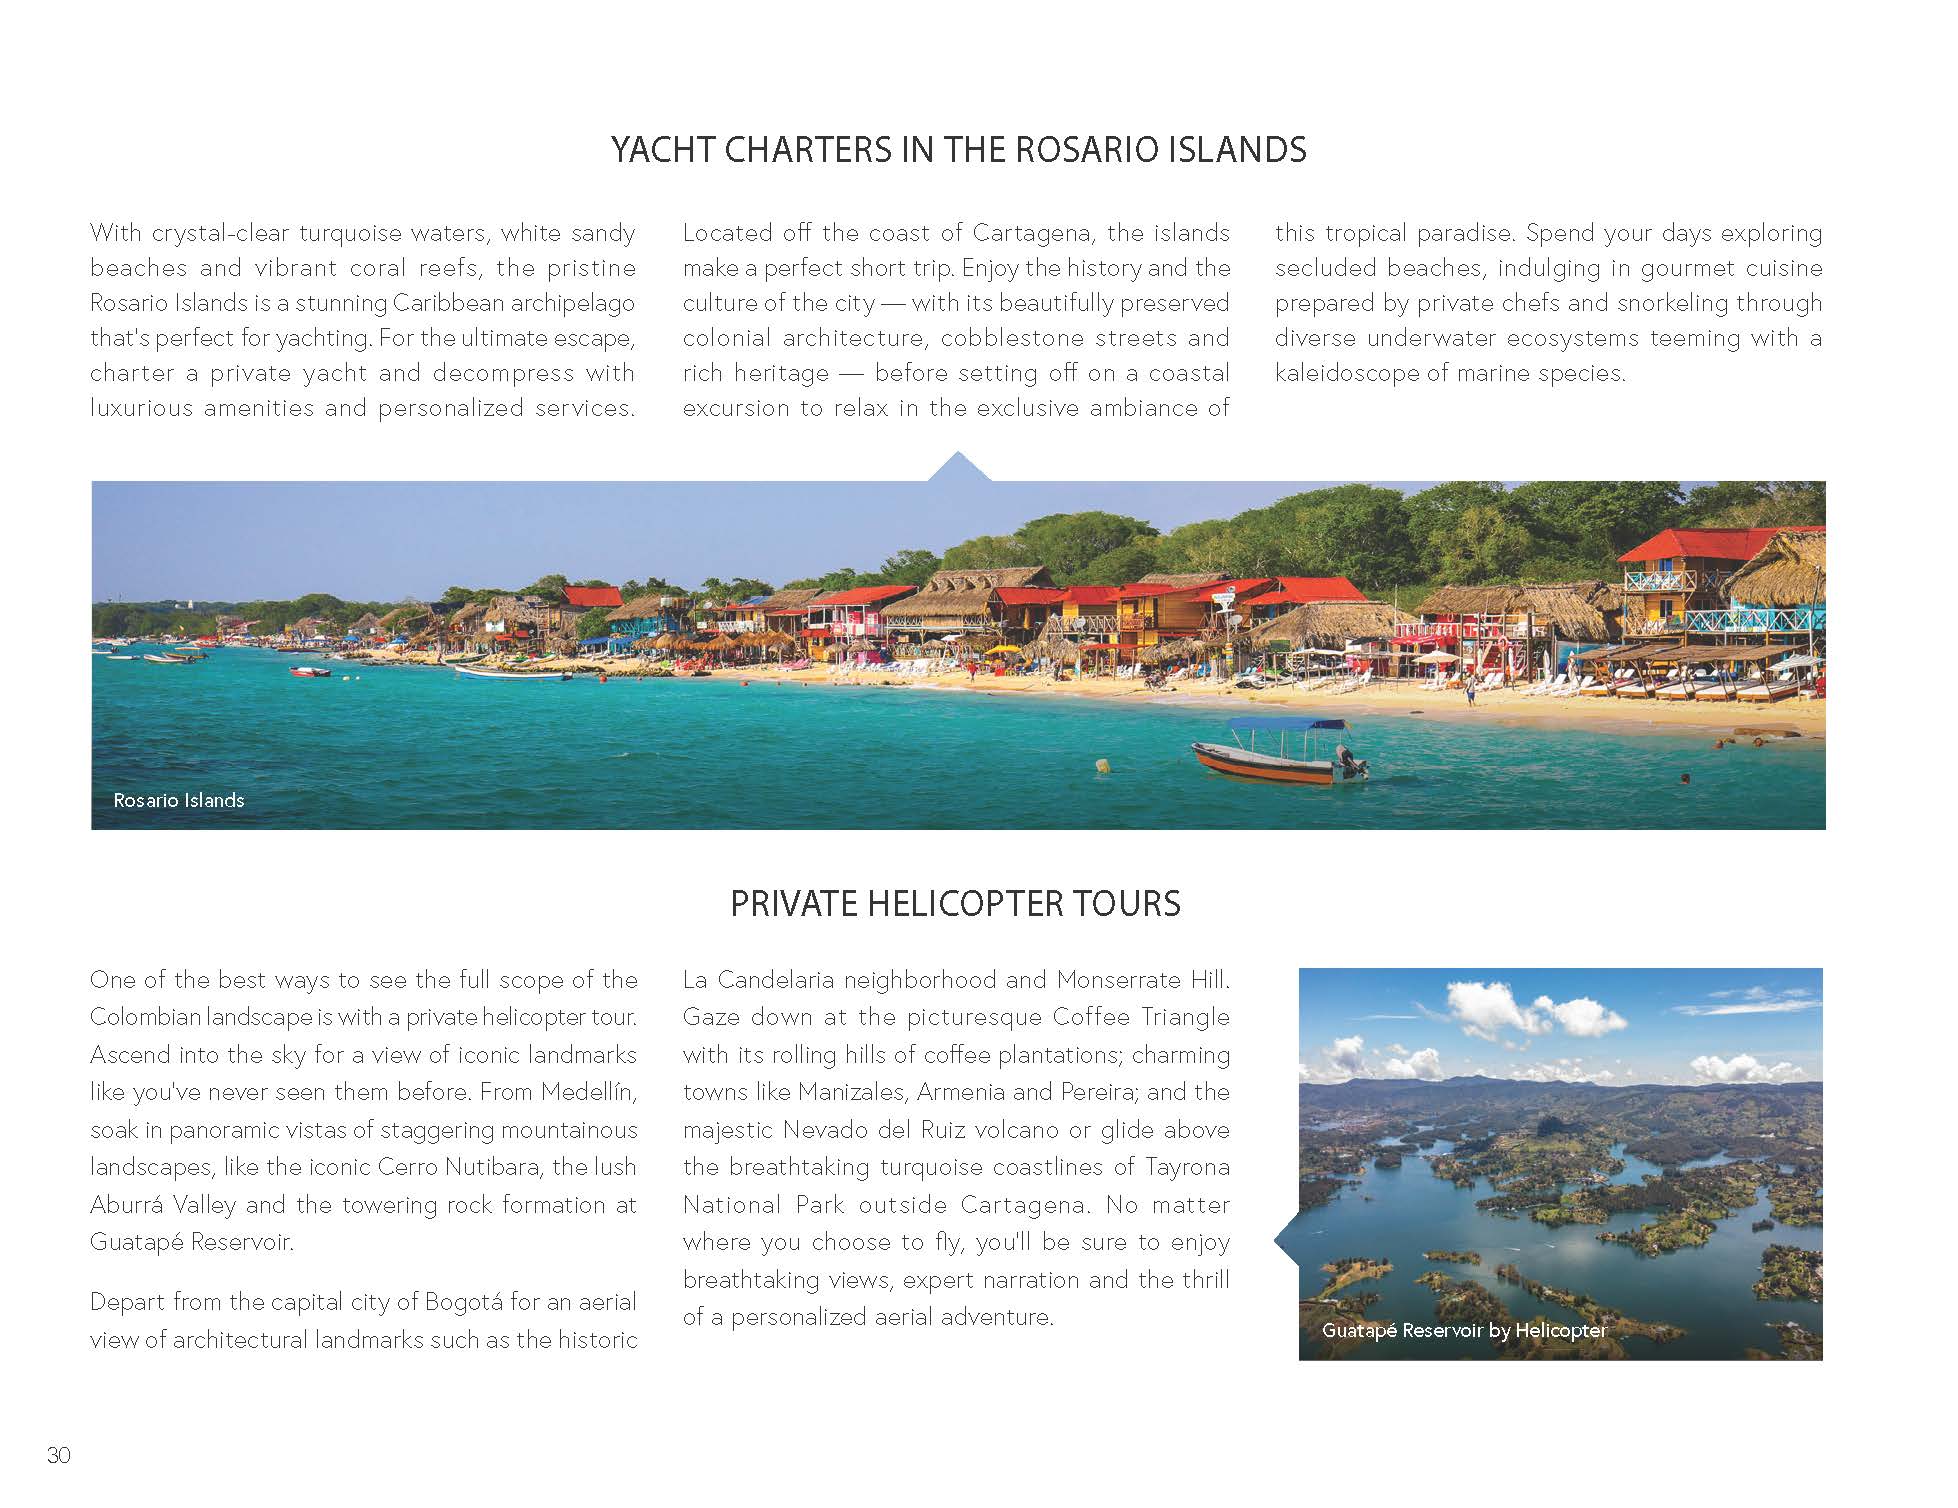 YACHT CHARTERS IN THE ROSARIO ISLANDS
With crystal-clear turquoise waters, white sandy
beaches and vibrant coral reefs, the pristine
Rosario Islands is a stunning Caribbean archipelago
that's perfect for yachting. For the ultimate escape,
charter a private yacht and decompress with
luxurious amenities and personalized services.
Located off the coast of Cartagena, the islands
make a perfect short trip. Enjoy the history and the
culture of the city — with its beautifully preserved
colonial architecture, cobblestone streets and
rich heritage — before setting off on a coastal
excursion to relax in the exclusive ambiance of
this tropical paradise. Spend your days exploring
secluded beaches, indulging in gourmet cuisine
prepared by private chefs and snorkeling through
diverse underwater ecosystems teeming with a
kaleidoscope of marine species.
Rosario Islands
PRIVATE HELICOPTER TOURS
One of the best ways to see the full scope of the
Colombian landscape is with a private helicopter tour.
Ascend into the sky for a view of iconic landmarks
like you've never seen them before. From Medellín,
soak in panoramic vistas of staggering mountainous
landscapes, like the iconic Cerro Nutibara, the lush
Aburrá Valley and the towering rock formation at
Guatapé Reservoir.
Depart from the capital city of Bogotá for an aerial
view of architectural landmarks such as the historic
La Candelaria neighborhood and Monserrate Hill.
Gaze down at the picturesque Coffee Triangle
with its rolling hills of coffee plantations; charming
towns like Manizales, Armenia and Pereira; and the
majestic Nevado del Ruiz volcano or glide above
the breathtaking turquoise coastlines of Tayrona
National Park outside Cartagena. No matter
where you choose to fly, you'll be sure to enjoy
breathtaking views, expert narration and the thrill
of a personalized aerial adventure.
Guatapé Reservoir by Helicopter
30